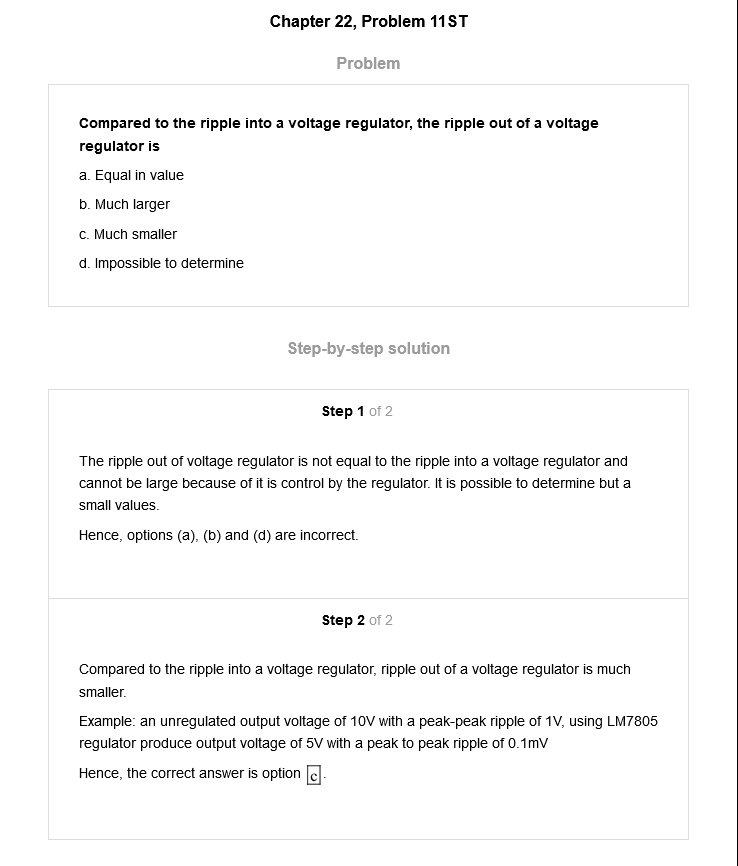 Chapter 22, Problem 11ST
Problem
Compared to the ripple into a voltage regulator, the ripple out of a voltage
regulator is
a. Equal in value
b. Much larger
c. Much smaller
d. Impossible to determine
Step-by-step solution
Step 1 of 2
The ripple out of voltage regulator is not equal to the ripple into a voltage regulator and
cannot be large because of it is control by the regulator. It is possible to determine but a
small values.
Hence, options (a), (b) and (d) are incorrect.
Step 2 of 2
Compared to the ripple into a voltage regulator, ripple out of a voltage regulator is much
smaller.
Example: an unregulated output voltage of 10V with a peak-peak ripple of 1V, using LM7805
regulator produce output voltage of 5V with a peak to peak ripple of 0.1mV
Hence, the correct answer is option c.